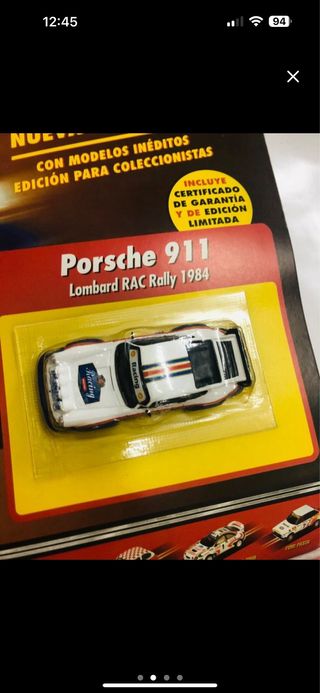 12:45
94
NUEVA
CON MODELOS INÉDITOS
EDICIÓN PARA COLECCIONISTAS
INCLUYE
CERTIFICADO
DE GARANTÍA
Y DE EDICIÓN
LIMITADA
Porsche 911
Lombard RAC Rally 1984
Racing